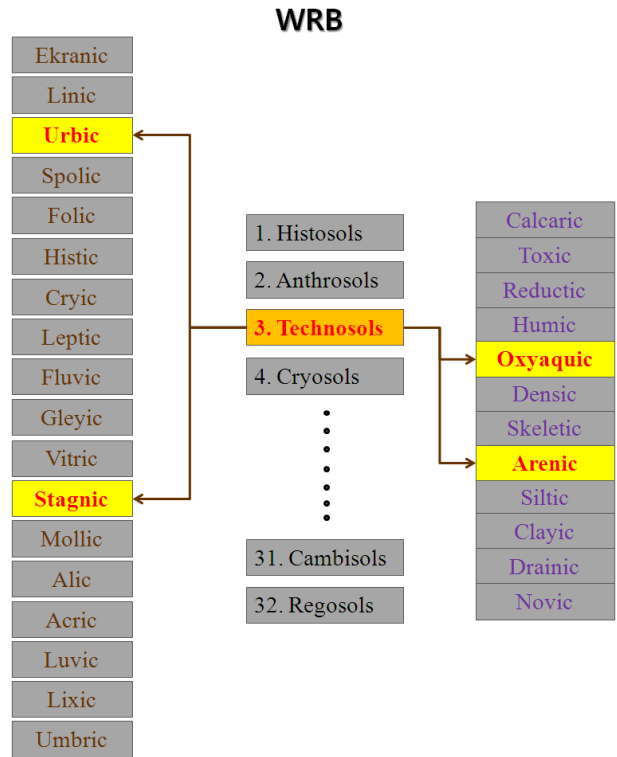 WRB
Ekranic
Linic
Urbic
Spolic
Folic
Histic
Cryic
Leptic
Fluvic
Gleyic
Vitric
Stagnic
Mollic
Alic
Acric
Luvic
Lixic
Umbric
1. Histosols
2. Anthrosols
3. Technosols
4. Cryosols
31. Cambisols
32. Regosols
Calcaric
Toxic
Reductic
Humic
Oxyaquic
Densic
Skeletic
Arenic
Siltic
Clayic
Drainic
Novic